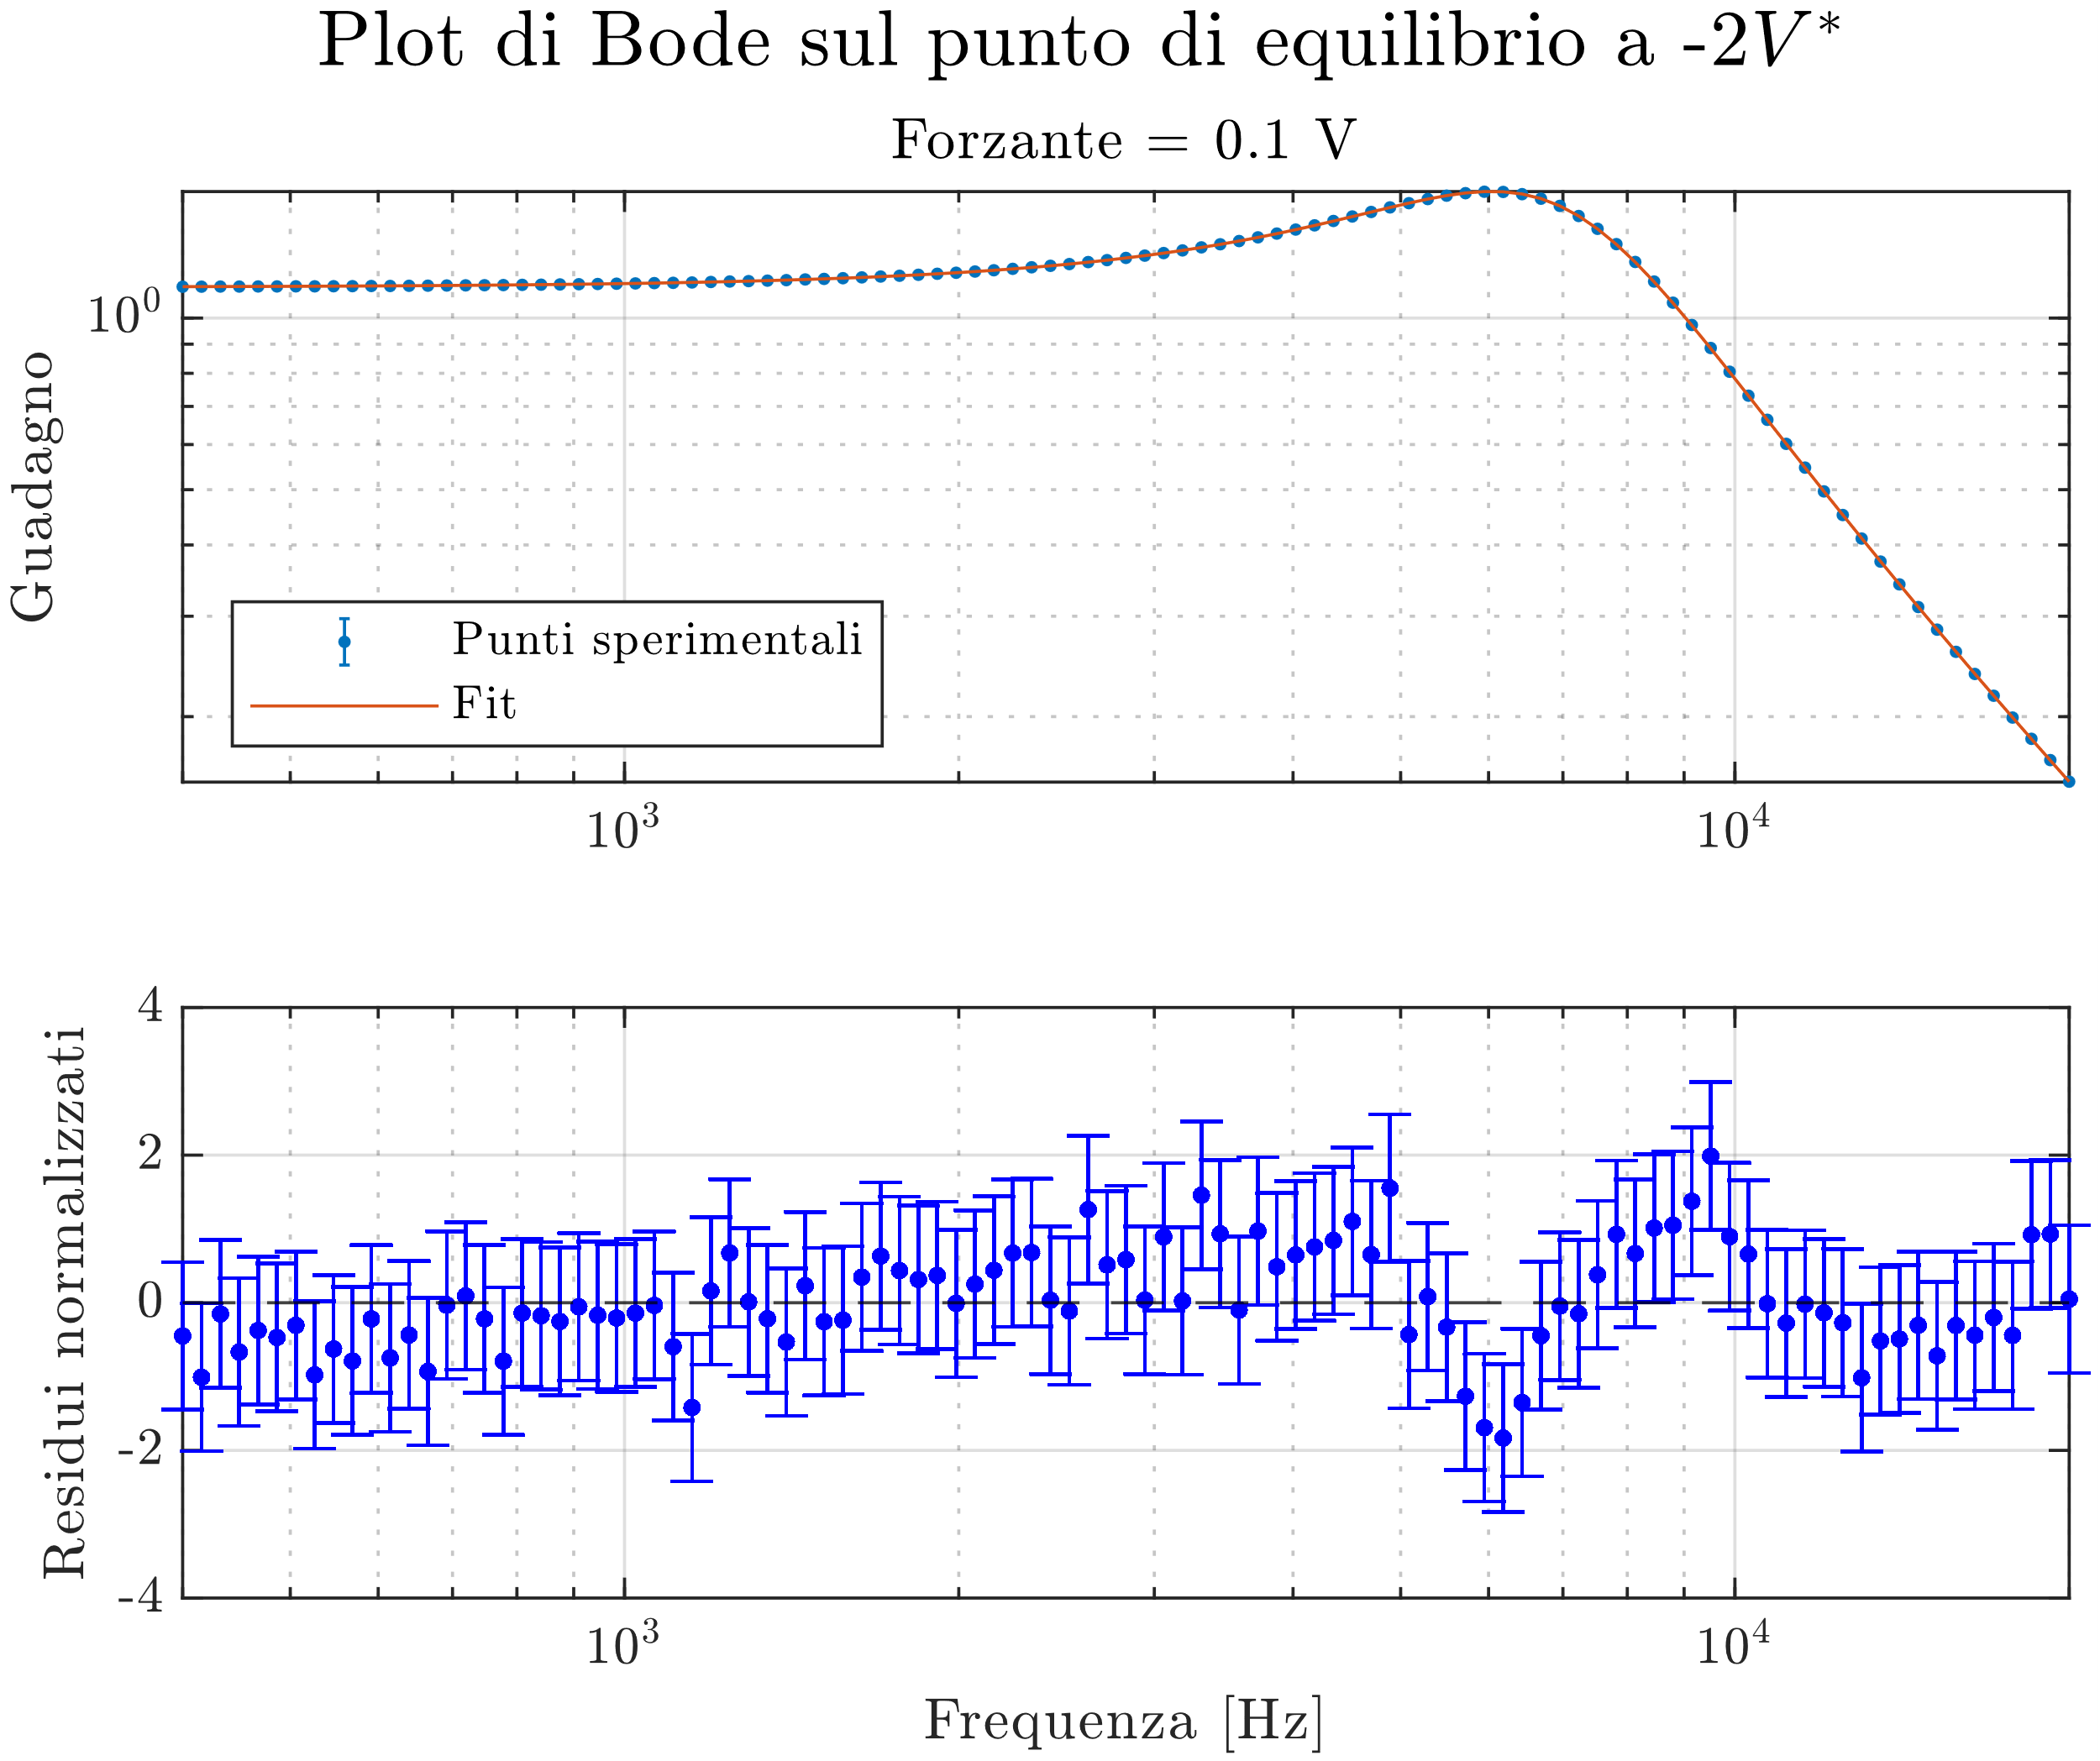 Plot di Bode sul punto di equilibrio a -2V*
Forzante = 0.1 V
Guadagno
10^0
Punti sperimentali
Fit
10^3
10^4
Residui normalizzati
4
2
0
-2
-4
10^3
10^4
Frequenza [Hz]